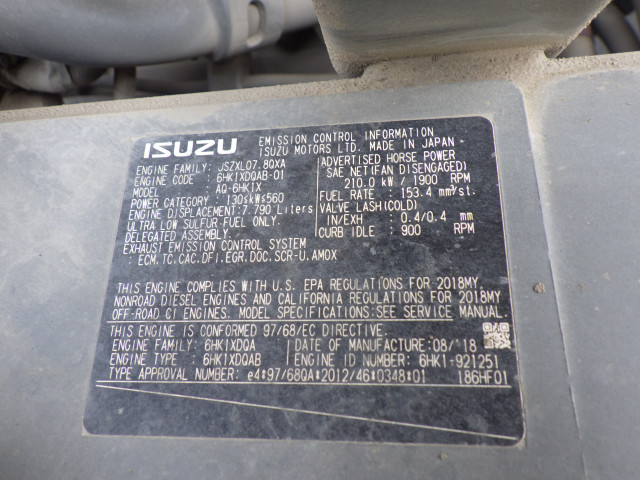 ISUZU EMISSION CONTROL INFORMATION
ISUZU MOTORS LTD. MADE IN JAPAN
ENGINE FAMILY: JSZXL07.8QXA
ENGINE CODE : 6HK1XDQAB-01
MODEL : AQ-6HK1X
POWER CATEGORY : 130≤kW≤560
ENGINE DISPLACEMENT:7.790 Liters
ULTRA LOW SULFUR FUEL ONLY.
DELEGATED ASSEMBLY
EXHAUST EMISSION CONTROL SYSTEM
: ECM,TC,CAC,DFI,EGR,DOC,SCR-U,AMOX
ADVERTISED HORSE POWER
SAE NET(FAN DISENGAGED)
210.0 kW / 1900 RPM
FUEL RATE : 153.4 mm³/st.
VALVE LASH(COLD)
IN/EXH : 0.4/0.4 mm
CURB IDLE : 900 RPM
THIS ENGINE COMPLIES WITH U.S. EPA REGULATIONS FOR 2018MY
NONROAD DIESEL ENGINES AND CALIFORNIA REGULATIONS FOR 2018MY
OFF-ROAD CI ENGINES. MODEL SPECIFICATIONS:SEE SERVICE MANUAL.
THIS ENGINE IS CONFORMED 97/68/EC DIRECTIVE.
ENGINE FAMILY: 6HK1XDQA DATE OF MANUFACTURE: 08/'18
ENGINE TYPE : 6HK1XDQAB ENGINE ID NUMBER: 6HK1-921251
TYPE APPROVAL NUMBER: e4*97/68QA*2012/46*0348*01 186HF01